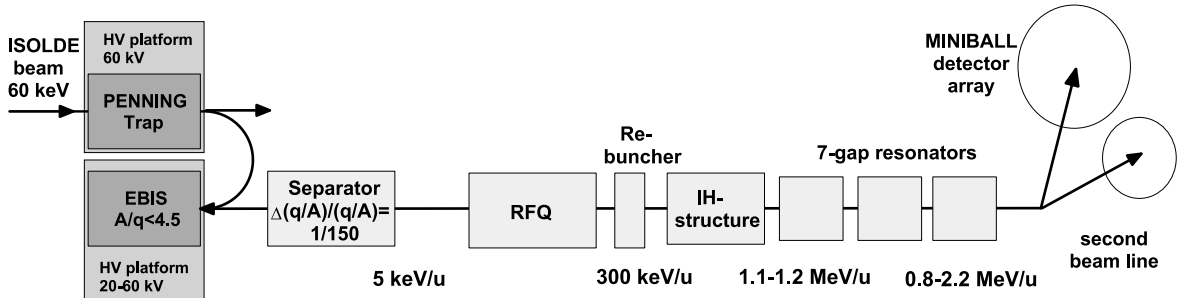 ISOLDE
beam
60 keV
HV platform
60 kV
PENNING
Trap
EBIS
A/q<4.5
HV platform
20-60 kV
Separator
Δ(q/A)/(q/A)=
1/150
5 keV/u
RFQ
Re-
buncher
300 keV/u
IH-
structure
1.1-1.2 MeV/u
7-gap resonators
0.8-2.2 MeV/u
MINIBALL
detector
array
second
beam line